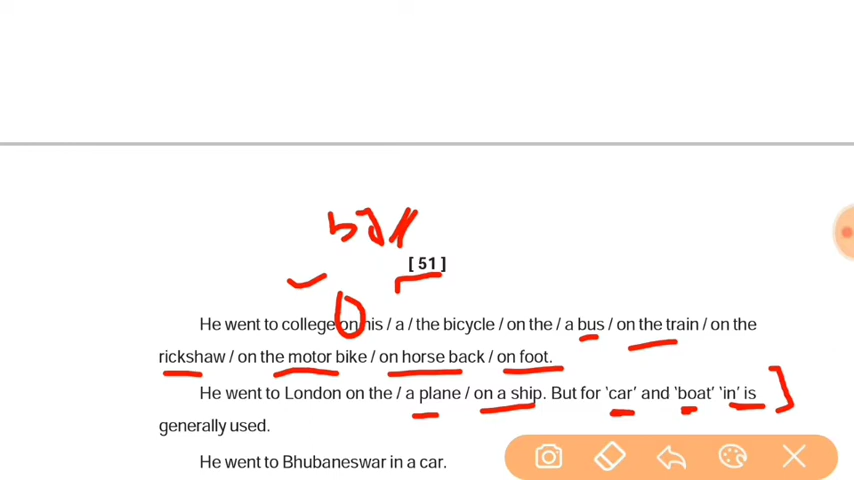 [ 51 ]
He went to college on his / a / the bicycle / on the / a bus / on the train / on the
rickshaw / on the motor bike / on horse back / on foot.
He went to London on the / a plane / on a ship. But for 'car' and 'boat' 'in' is
generally used.
He went to Bhubaneswar in a car.